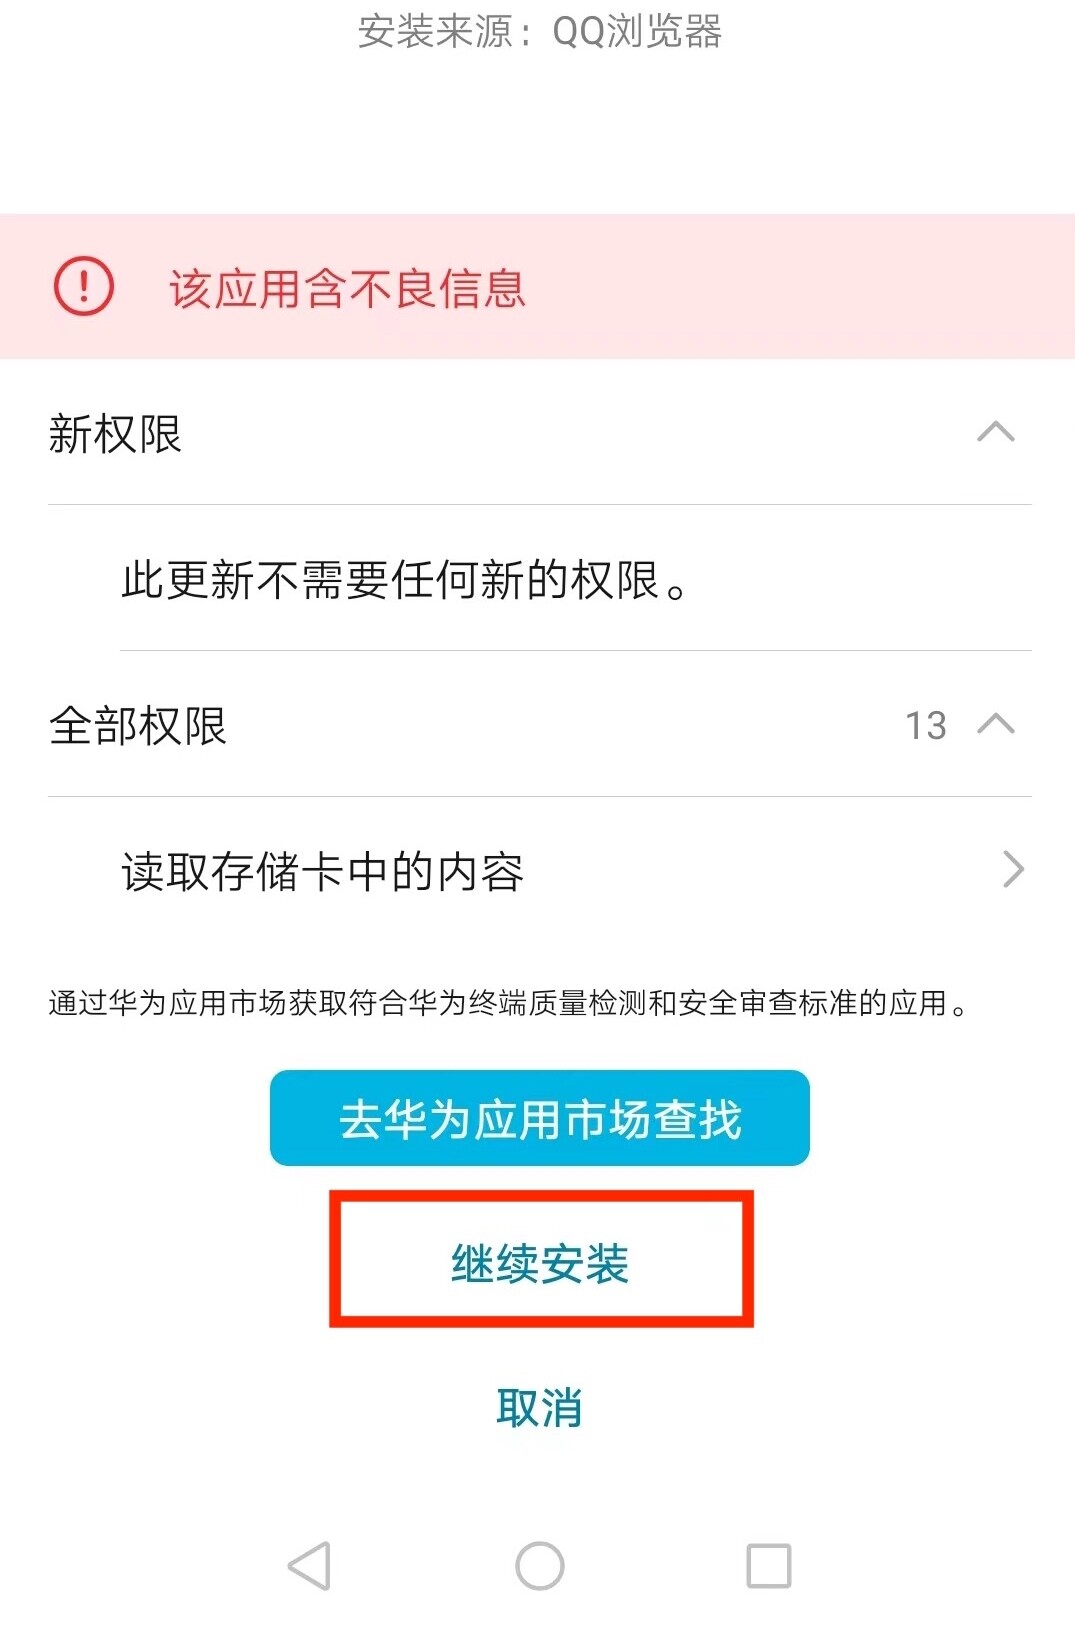 安装来源：QQ浏览器
该应用含不良信息
新权限
此更新不需要任何新的权限。
全部权限 13
读取存储卡中的内容
通过华为应用市场获取符合华为终端质量检测和安全审查标准的应用。
去华为应用市场查找
继续安装
取消